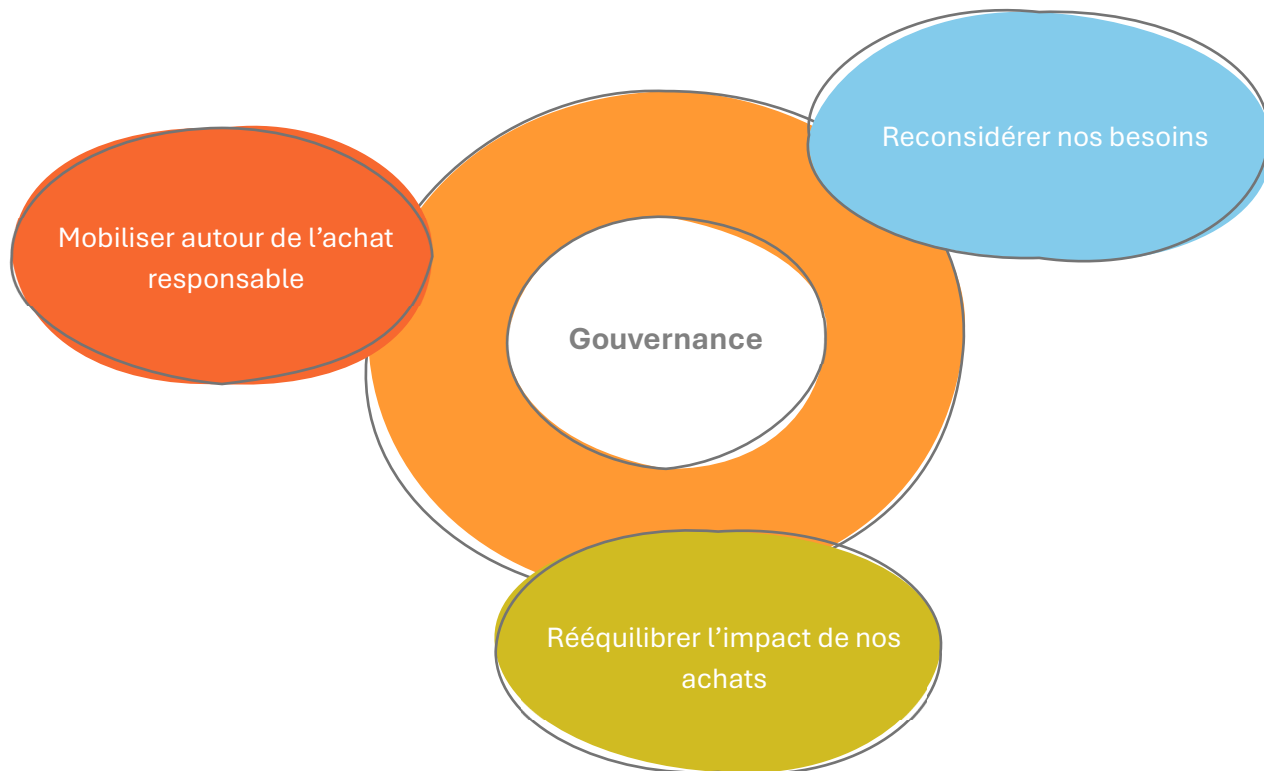 Reconsidérer nos besoins
Mobiliser autour de l’achat
responsable
Gouvernance
Rééquilibrer l’impact de nos
achats